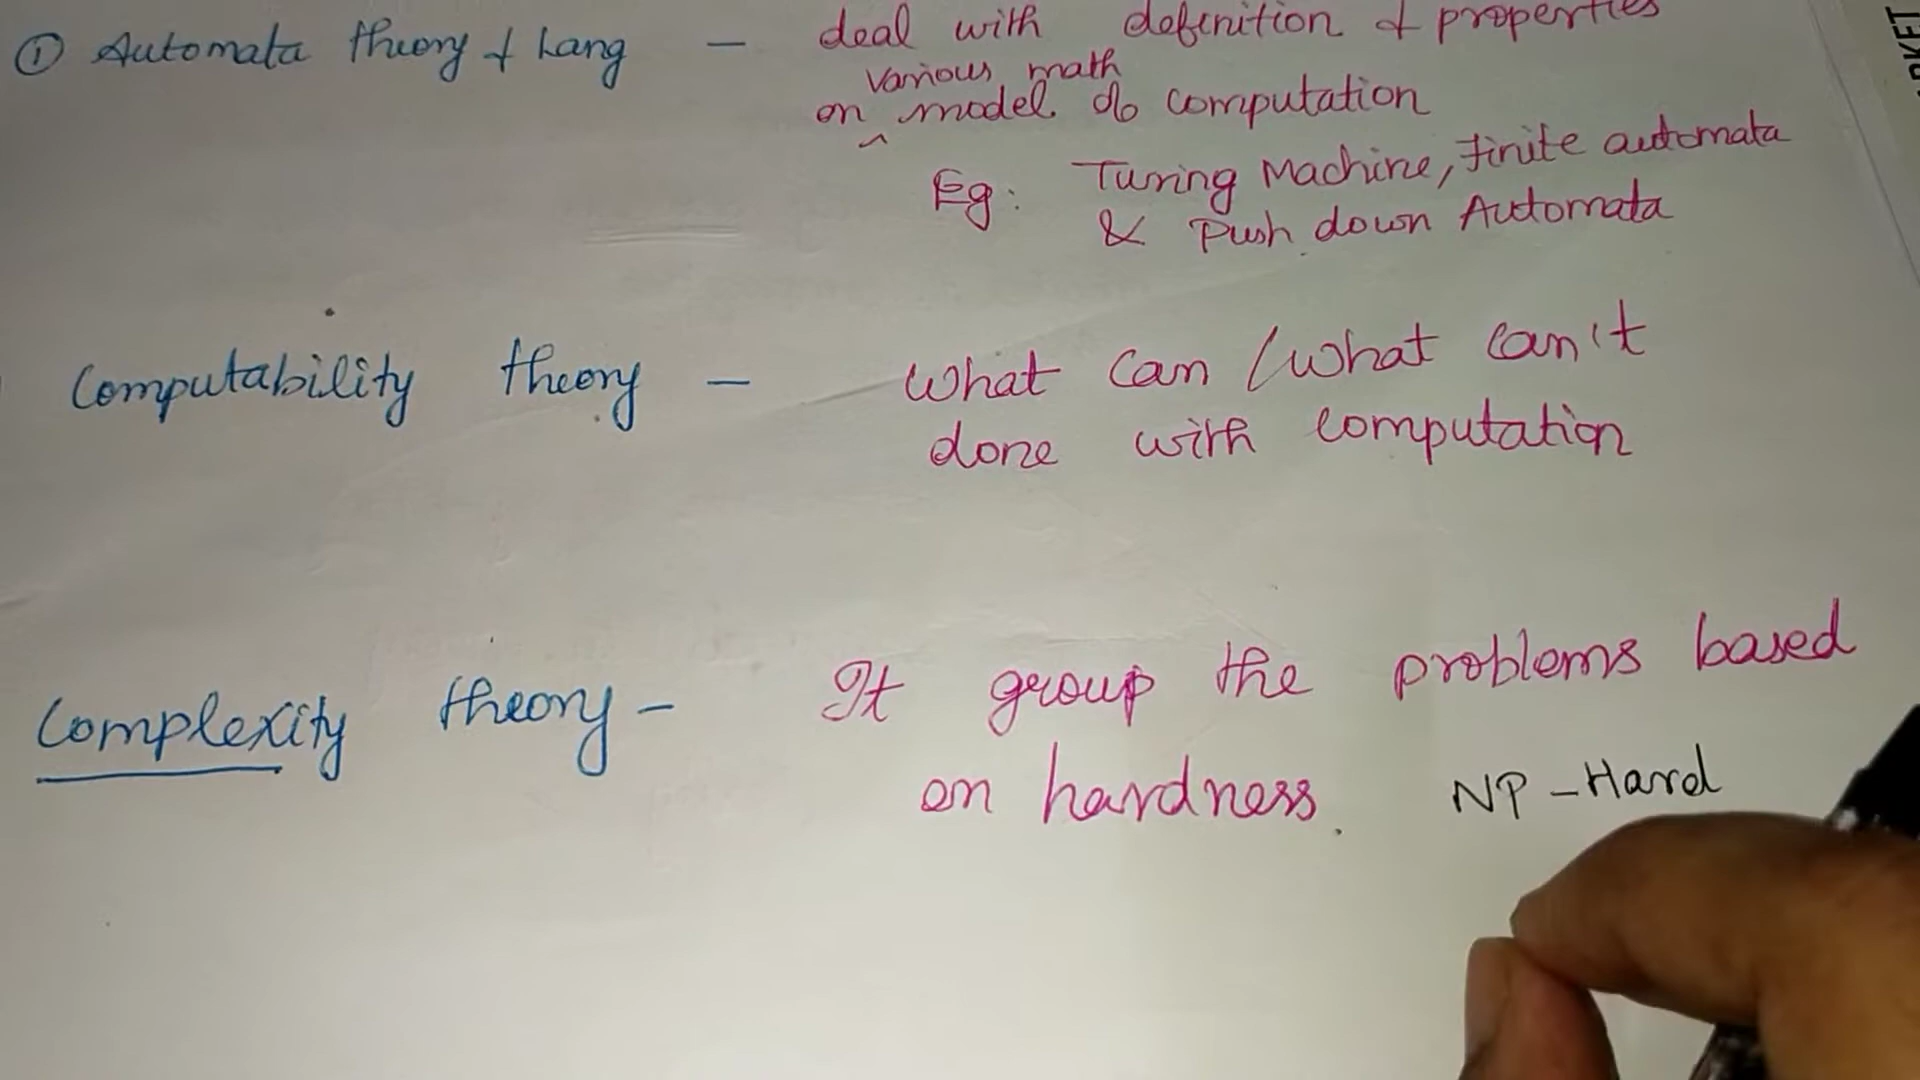 ① Automata theory & Lang — deal with definition & properties
various math
on model of computation
Eg: Turing Machine, finite automata
& Push down Automata
Computability theory — what can / what can't
done with computation
Complexity theory — It group the problems based
on hardness. NP-Hard